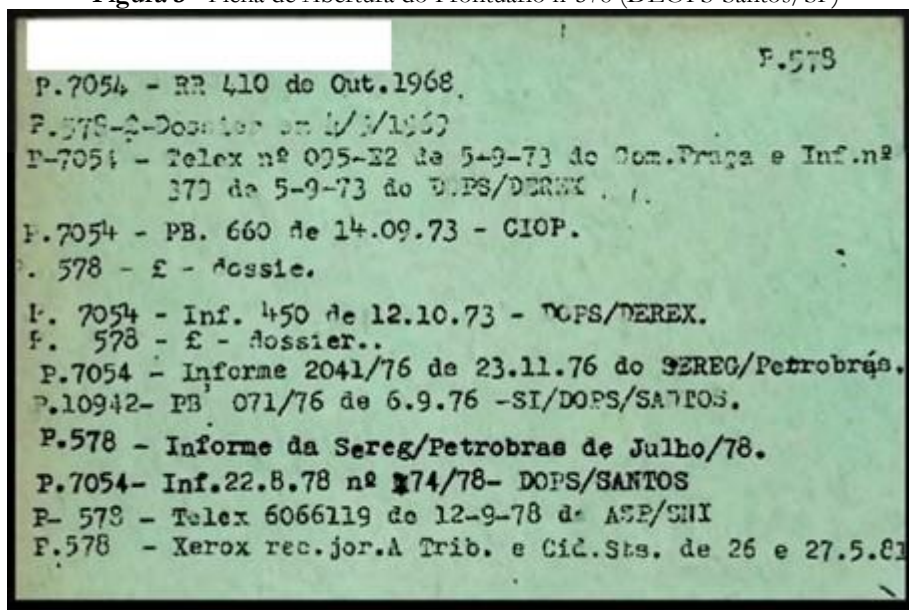 Ficha de Abertura do Prontuário nº 578 (DEOPS Santos/SP)
P.578
P.7054 - RR 410 de Out.1968.
P.578-£-Dossier em 4/ /1969
P-7054 - Telex nº 095-E2 de 5-9-73 do Com.Praça e Inf.nº
379 de 5-9-73 do DOPS/DEREX
P.7054 - PB. 660 de 14.09.73 - CIOP.
P. 578 - £ - dossie.
P. 7054 - Inf. 450 de 12.10.73 - DOPS/DEREX.
P. 578 - £ - dossier..
P.7054 - Informe 2041/76 de 23.11.76 do SEREG/Petrobrás.
P.10942- PB 071/76 de 6.9.76 -SI/DOPS/SANTOS.
P.578 - Informe da Sereg/Petrobras de Julho/78.
P.7054- Inf.22.8.78 nº 174/78- DOPS/SANTOS
P- 578 - Telex 6066119 de 12-9-78 da ASP/SNI
P.578 - Xerox rec.jor.A Trib. e Cid.Sts. de 26 e 27.5.81